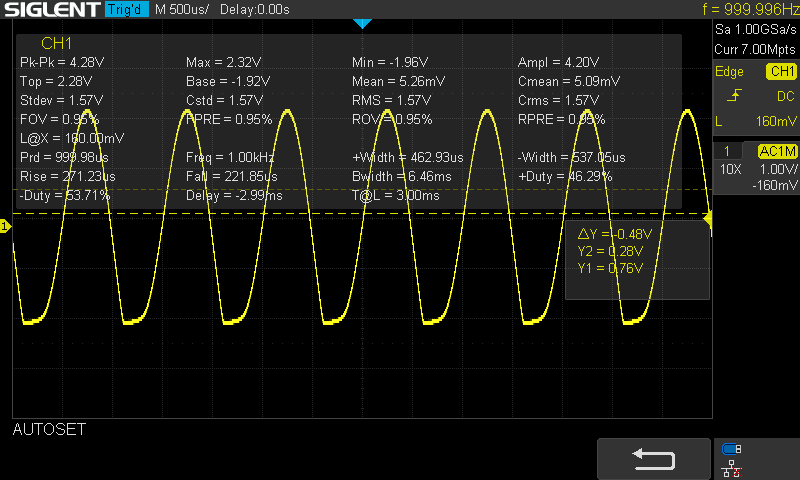 SIGLENT Trig'd M 500us/ Delay:0.00s f = 999.996Hz
Sa 1.00GSa/s
Curr 7.00Mpts
Edge CH1
DC
L 160mV
1 AC1M
10X 1.00V/
-160mV
CH1
Pk-Pk = 4.28V Max = 2.32V Min = -1.96V Ampl = 4.20V
Top = 2.28V Base = -1.92V Mean = 5.26mV Cmean = 5.09mV
Stdev = 1.57V Cstd = 1.57V RMS = 1.57V Crms = 1.57V
FOV = 0.95% FPRE = 0.95% ROV = 0.95% RPRE = 0.95%
L@X = 160.00mV
Prd = 999.98us Freq = 1.00kHz +Width = 462.93us -Width = 537.05us
Rise = 271.23us Fall = 221.85us Bwidth = 6.46ms +Duty = 46.29%
-Duty = 53.71% Delay = -2.99ms T@L = 3.00ms
1
△Y = -0.48V
Y2 = 0.28V
Y1 = 0.76V
AUTOSET